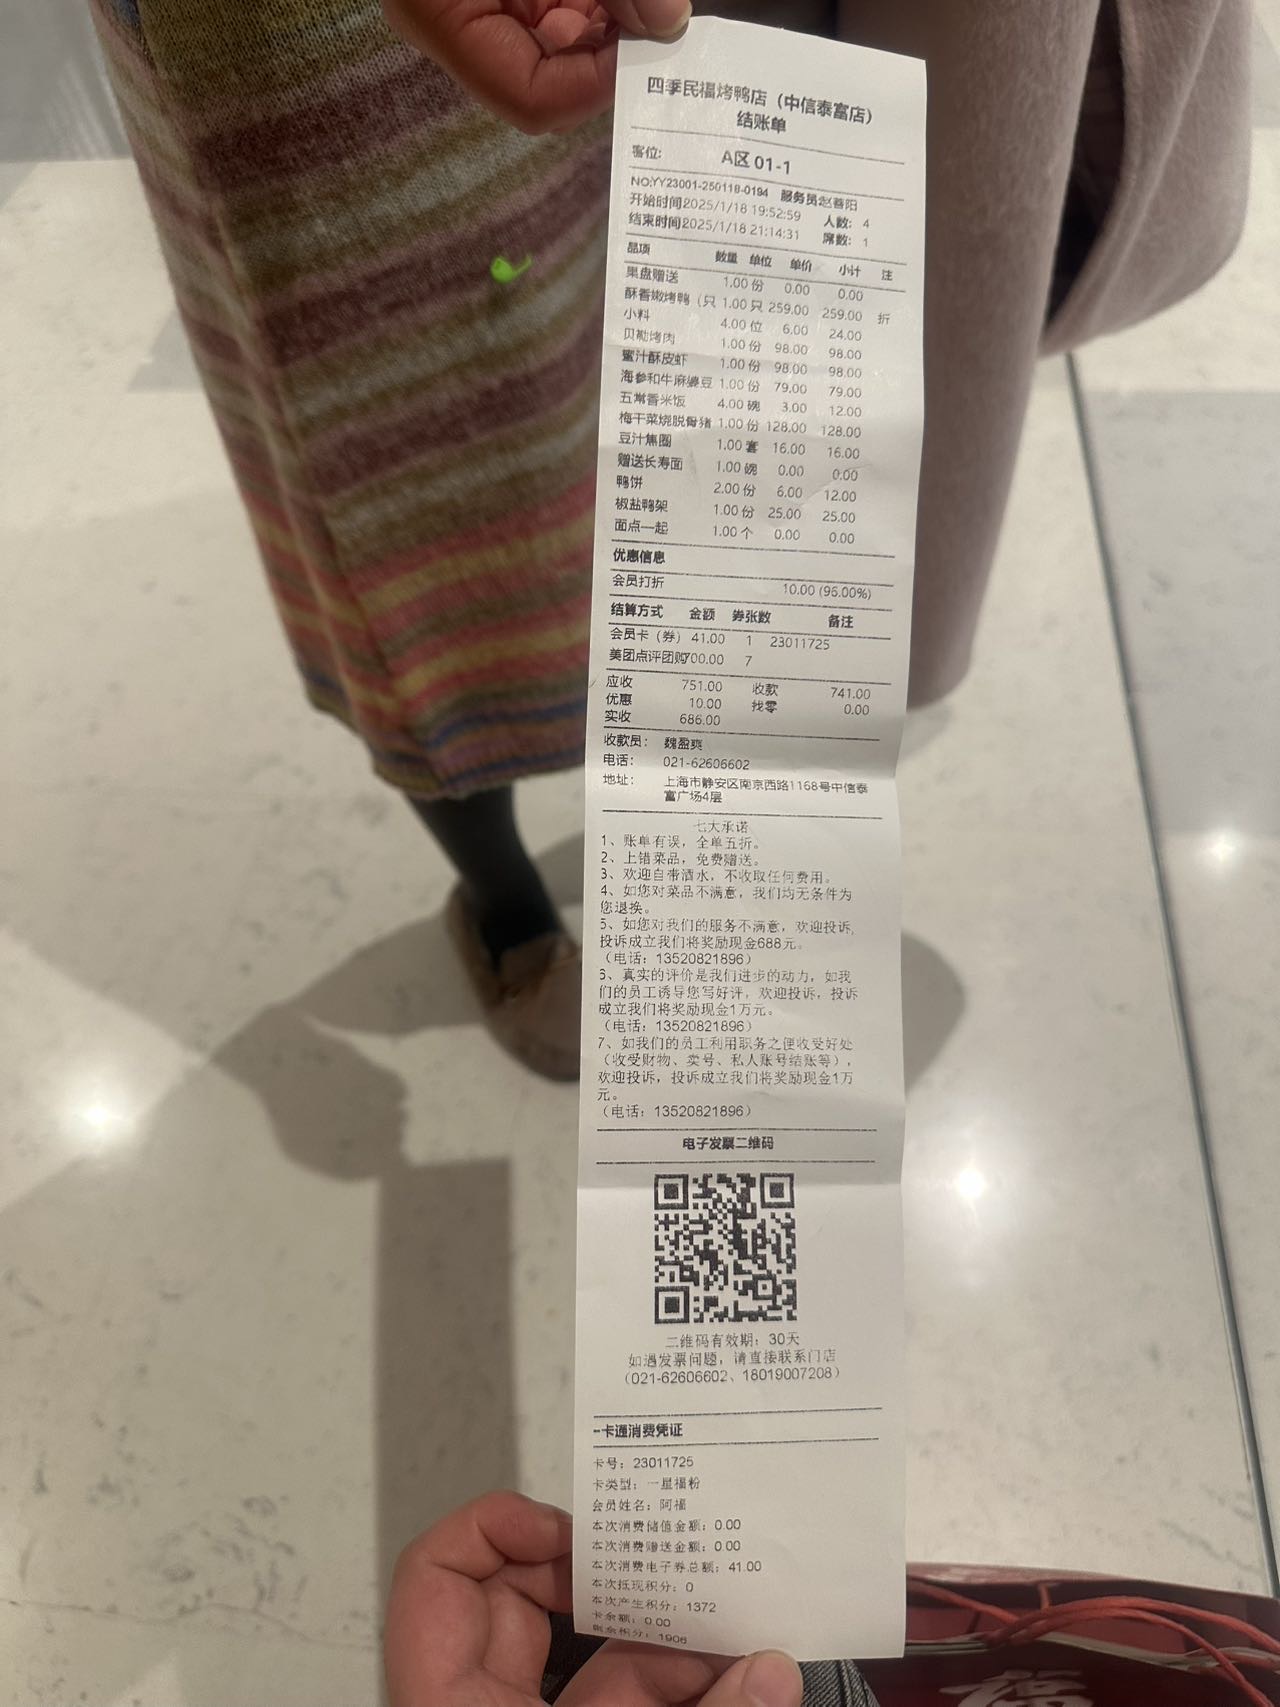 四季民福烤鸭店（中信泰富店）
结账单
客位： A区 01-1
NO:YY23001-250118-0194 服务员:赵善阳
开始时间2025/1/18 19:52:59 人数： 4
结束时间2025/1/18 21:14:31 席数： 1
品项 数量 单位 单价 小计 注
果盘赠送 1.00 份 0.00 0.00
酥香嫩烤鸭（只 1.00 只 259.00 259.00 折
小料 4.00 位 6.00 24.00
贝勒烤肉 1.00 份 98.00 98.00
蜜汁酥皮虾 1.00 份 98.00 98.00
海参和牛麻婆豆 1.00 份 79.00 79.00
五常香米饭 4.00 碗 3.00 12.00
梅干菜烧脱骨猪 1.00 份 128.00 128.00
豆汁焦圈 1.00 套 16.00 16.00
赠送长寿面 1.00 碗 0.00 0.00
鸭饼 2.00 份 6.00 12.00
椒盐鸭架 1.00 份 25.00 25.00
面点一起 1.00 个 0.00 0.00
优惠信息
会员打折 10.00 (96.00%)
结算方式 金额 券张数 备注
会员卡（券） 41.00 1 23011725
美团点评团购700.00 7
应收 751.00 收款 741.00
优惠 10.00 找零 0.00
实收 686.00
收款员： 魏盈爽
电话： 021-62606602
地址： 上海市静安区南京西路1168号中信泰
富广场4层
七大承诺
1、账单有误，全单五折。
2、上错菜品，免费赠送。
3、欢迎自带酒水，不收取任何费用。
4、如您对菜品不满意，我们均无条件为
您退换。
5、如您对我们的服务不满意，欢迎投诉，
投诉成立我们将奖励现金688元。
（电话：13520821896）
6、真实的评价是我们进步的动力，如我
们的员工诱导您写好评，欢迎投诉，投诉
成立我们将奖励现金1万元。
（电话：13520821896）
7、如我们的员工利用职务之便收受好处
（收受财物、卖号、私人账号结账等），
欢迎投诉，投诉成立我们将奖励现金1万
元。
（电话：13520821896）
电子发票二维码
二维码有效期：30天
如遇发票问题，请直接联系门店
（021-62606602、18019007208）
一卡通消费凭证
卡号：23011725
卡类型：一星福粉
会员姓名：阿福
本次消费储值金额：0.00
本次消费赠送金额：0.00
本次消费电子券总额：41.00
本次抵现积分：0
本次产生积分：1372
卡余额：0.00
剩余积分：1906
福